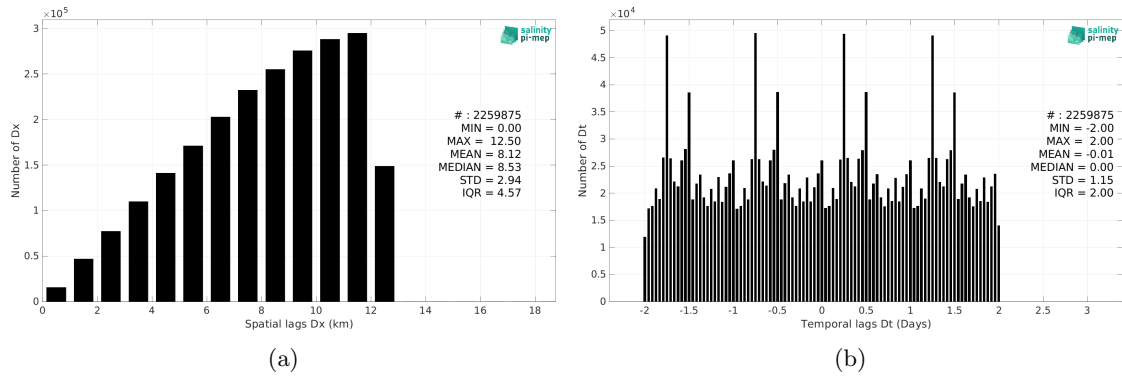 ×10⁵
3
2.5
2
1.5
1
0.5
0
0 2 4 6 8 10 12 14 16 18
Number of Dx
Spatial lags Dx (km)
salinity
pi-mep
# : 2259875
MIN = 0.00
MAX = 12.50
MEAN = 8.12
MEDIAN = 8.53
STD = 2.94
IQR = 4.57
(a)
×10⁴
5
4.5
4
3.5
3
2.5
2
1.5
1
0.5
0
-2 -1.5 -1 -0.5 0 0.5 1 1.5 2 2.5 3
Number of Dt
Temporal lags Dt (Days)
salinity
pi-mep
# : 2259875
MIN = -2.00
MAX = 2.00
MEAN = -0.01
MEDIAN = 0.00
STD = 1.15
IQR = 2.00
(b)